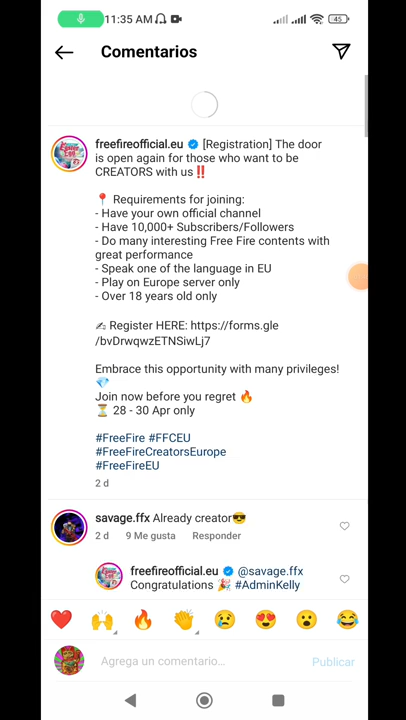 11:35 AM
45
Comentarios
freefireofficial.eu [Registration] The door
is open again for those who want to be
CREATORS with us‼️
📍 Requirements for joining:
- Have your own official channel
- Have 10,000+ Subscribers/Followers
- Do many interesting Free Fire contents with
great performance
- Speak one of the language in EU
- Play on Europe server only
- Over 18 years old only
✍ Register HERE: https://forms.gle
/bvDrwqwzETNSiwLj7
Embrace this opportunity with many privileges!
💎
Join now before you regret 🔥
⏳ 28 - 30 Apr only
#FreeFire #FFCEU
#FreeFireCreatorsEurope
#FreeFireEU
2 d
savage.ffx Already creator😎
2 d 9 Me gusta Responder
freefireofficial.eu @savage.ffx
Congratulations 🎉 #AdminKelly
Agrega un comentario... Publicar